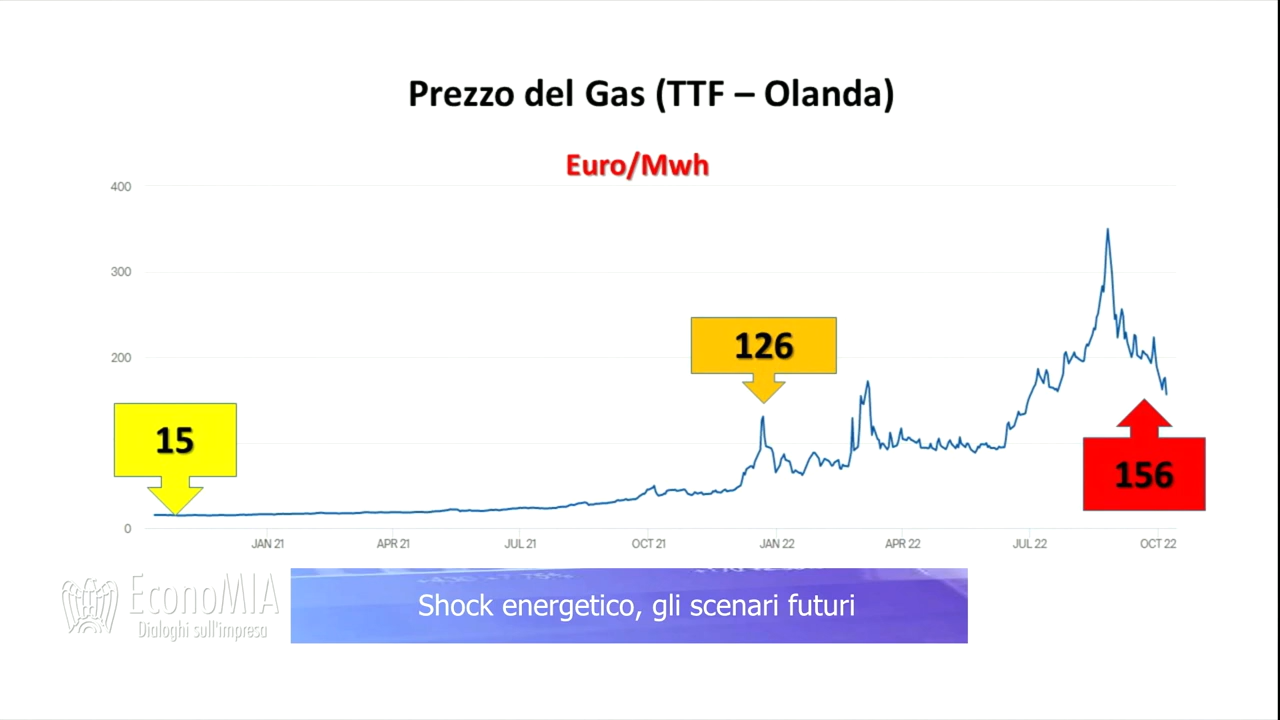 Prezzo del Gas (TTF – Olanda)
Euro/Mwh
400
300
200
0
15
126
156
JAN 21
APR 21
JUL 21
OCT 21
JAN 22
APR 22
JUL 22
OCT 22
EconoMIA
Dialoghi sull'impresa
Shock energetico, gli scenari futuri